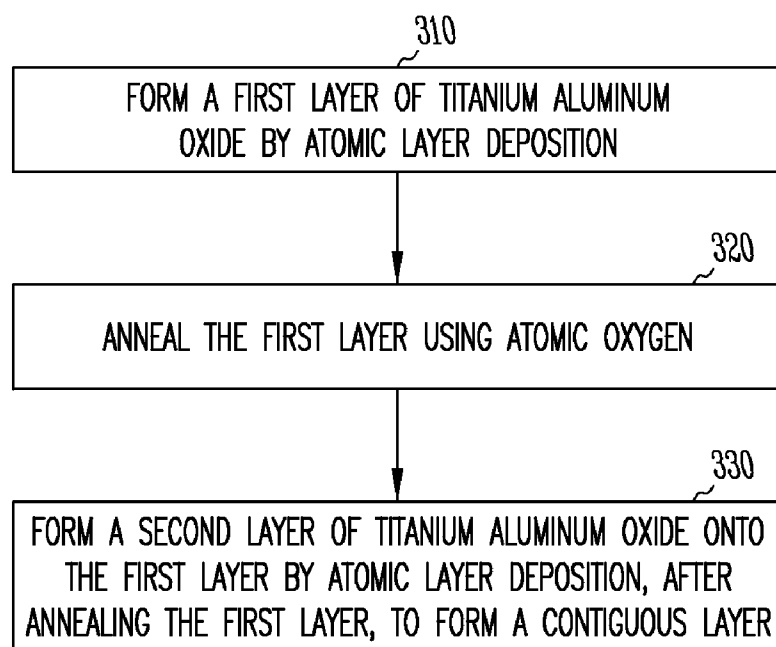 310
FORM A FIRST LAYER OF TITANIUM ALUMINUM
OXIDE BY ATOMIC LAYER DEPOSITION
320
ANNEAL THE FIRST LAYER USING ATOMIC OXYGEN
330
FORM A SECOND LAYER OF TITANIUM ALUMINUM OXIDE ONTO
THE FIRST LAYER BY ATOMIC LAYER DEPOSITION, AFTER
ANNEALING THE FIRST LAYER, TO FORM A CONTIGUOUS LAYER